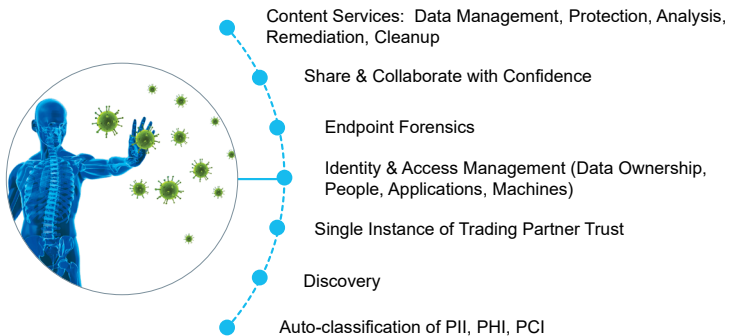 Content Services:  Data Management, Protection, Analysis,
Remediation, Cleanup
Share & Collaborate with Confidence
Endpoint Forensics
Identity & Access Management (Data Ownership,
People, Applications, Machines)
Single Instance of Trading Partner Trust
Discovery
Auto-classification of PII, PHI, PCI